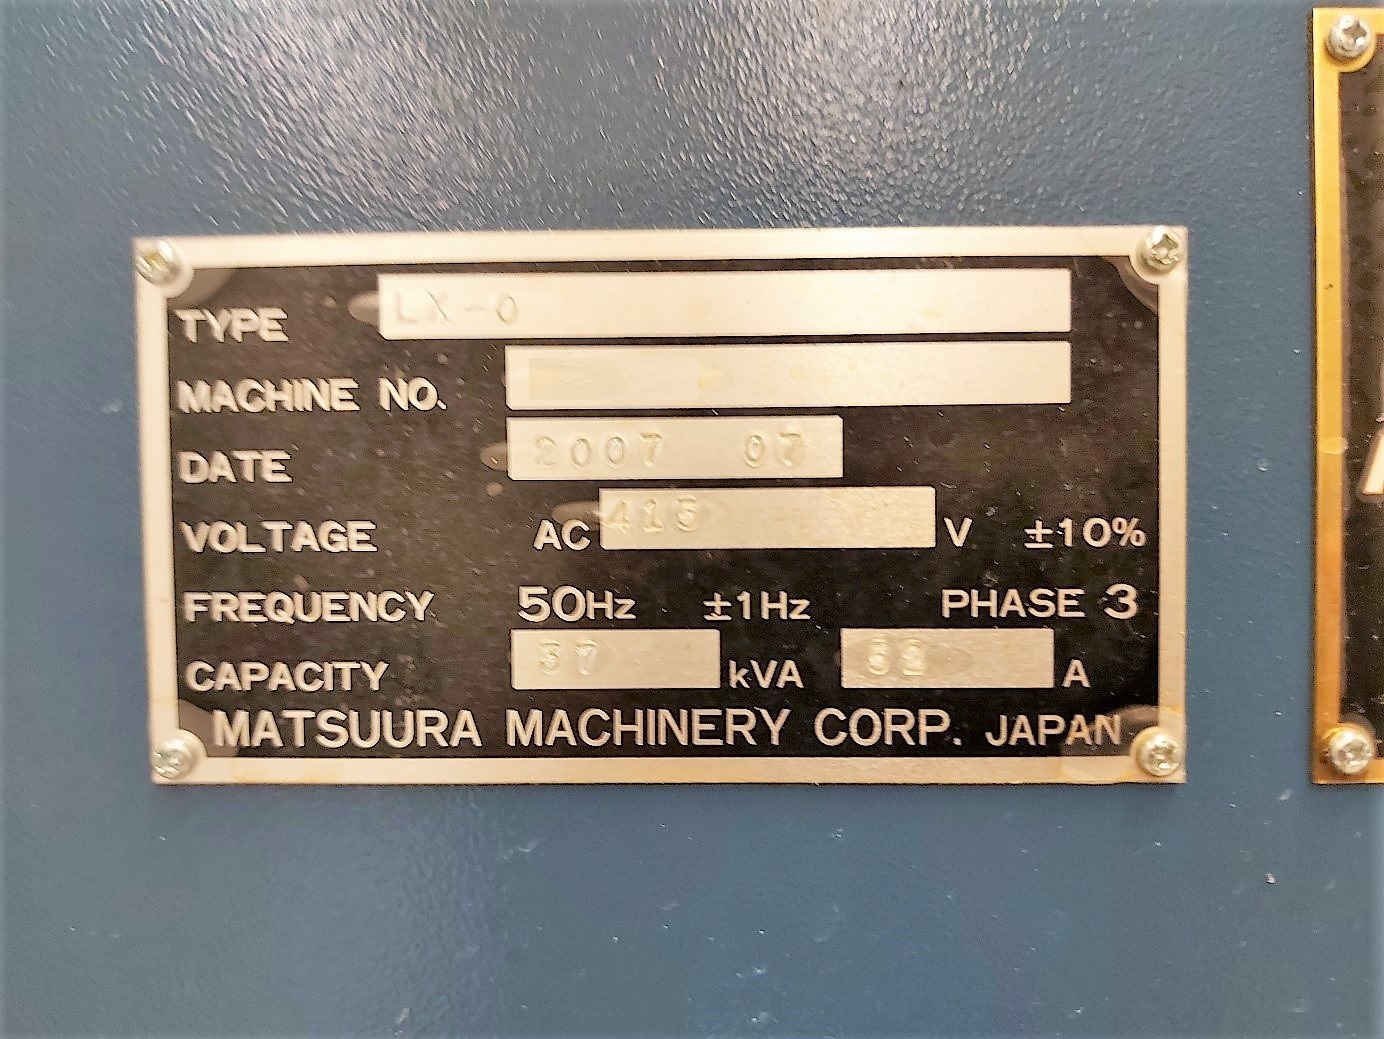 TYPE LX-0
MACHINE NO.
DATE 2007 07
VOLTAGE AC 415 V ±10%
FREQUENCY 50Hz ±1Hz PHASE 3
CAPACITY 37 kVA 52 A
MATSUURA MACHINERY CORP. JAPAN